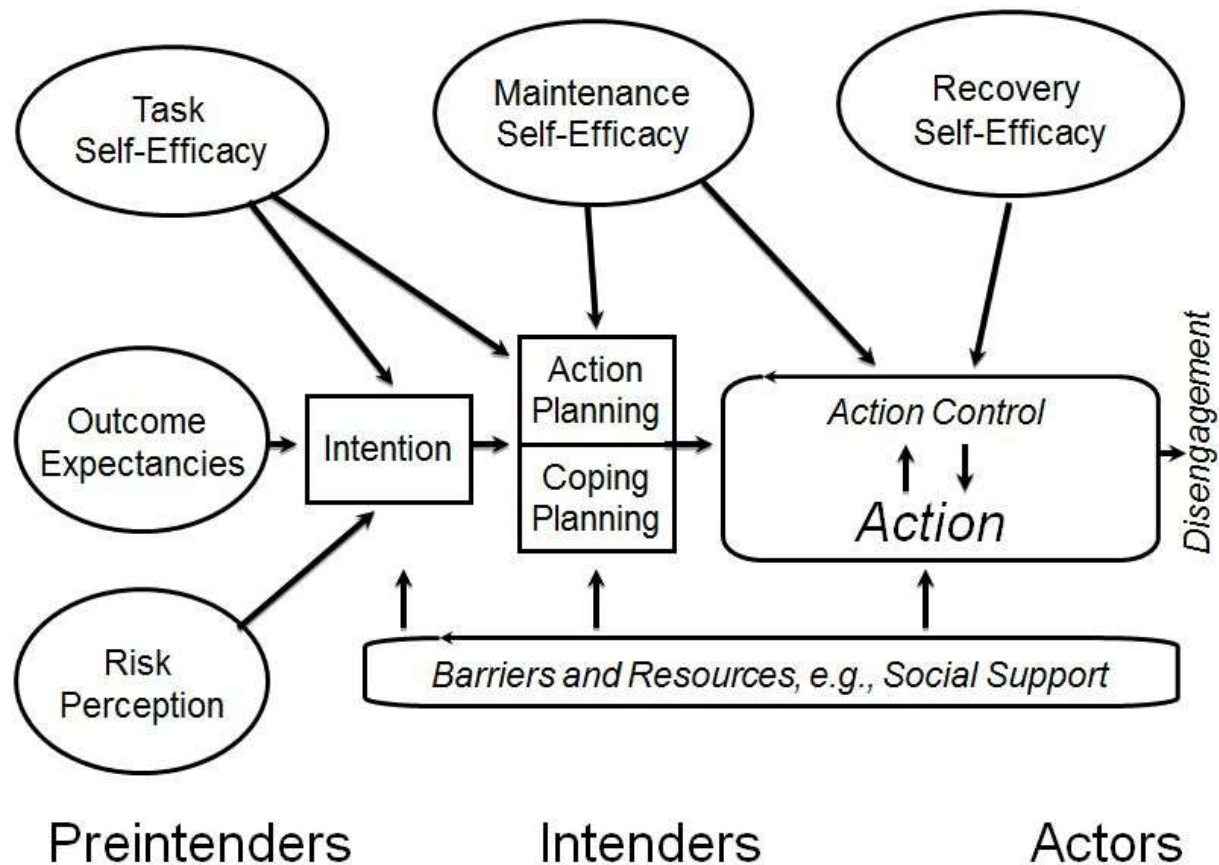 Task
Self-Efficacy
Maintenance
Self-Efficacy
Recovery
Self-Efficacy
Outcome
Expectancies
Intention
Action
Planning
Coping
Planning
Action Control
Action
Disengagement
Risk
Perception
Barriers and Resources, e.g., Social Support
Preintenders
Intenders
Actors